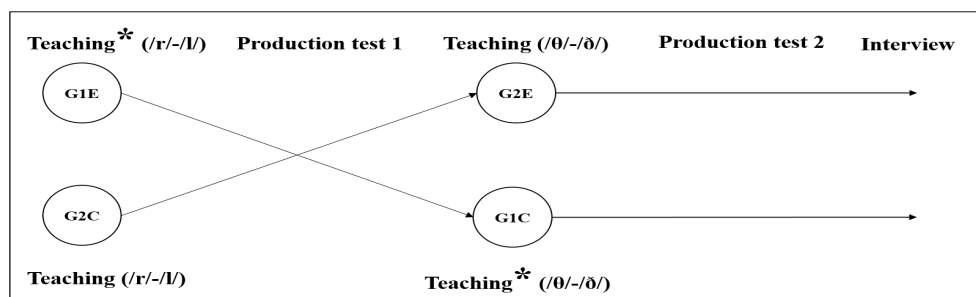 Teaching* (/r/-/l/) Production test 1 Teaching (/θ/-/ð/) Production test 2 Interview
G1E G2E
G2C G1C
Teaching (/r/-/l/) Teaching* (/θ/-/ð/)